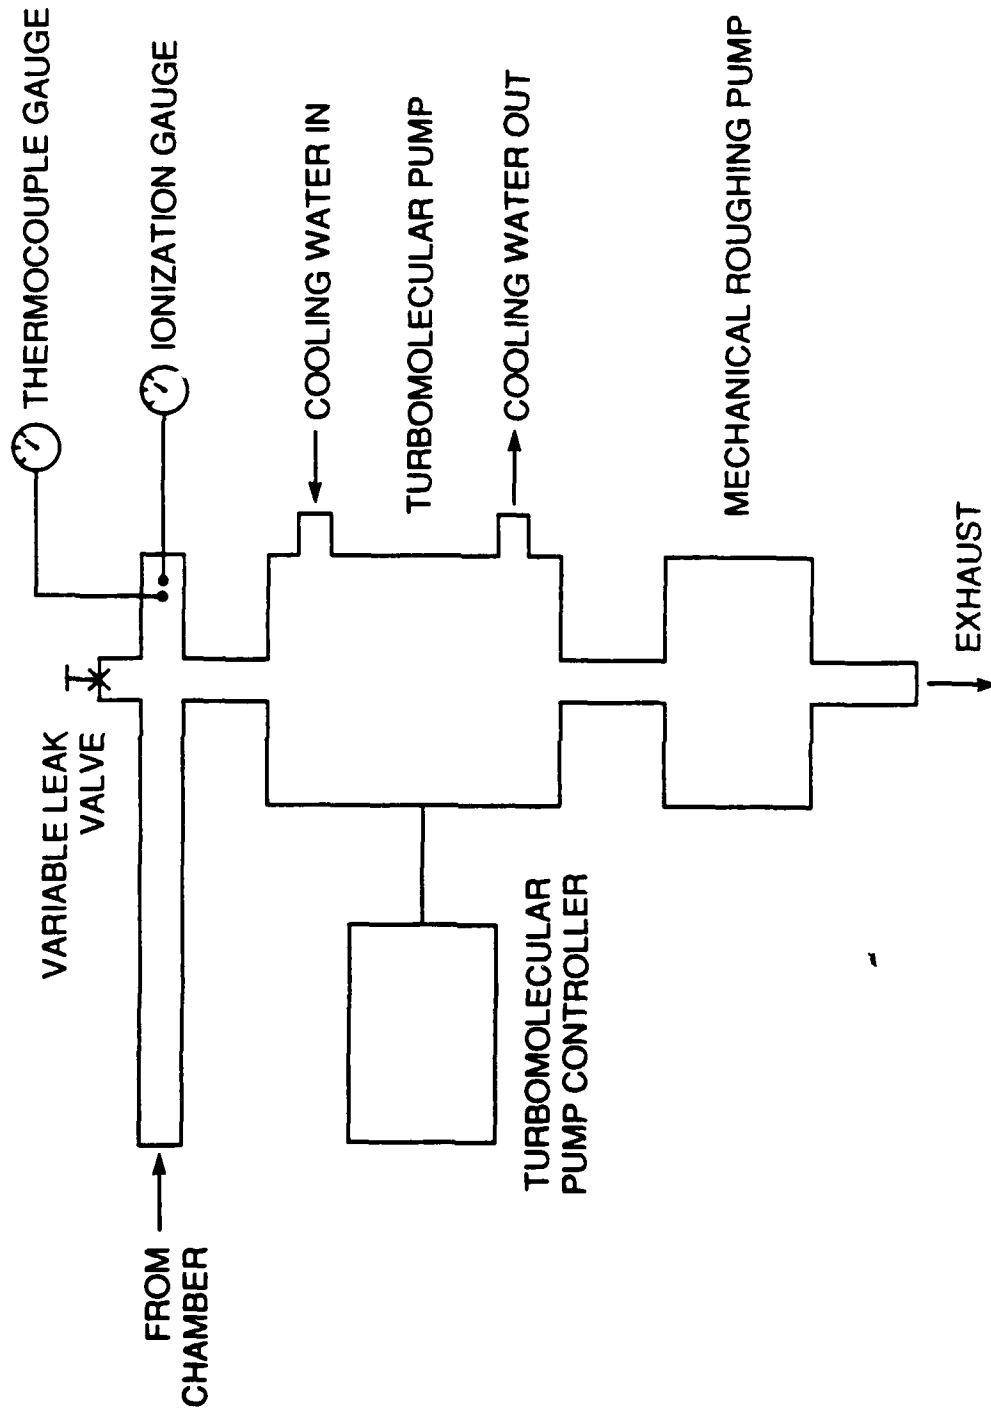 THERMOCOUPLE GAUGE
IONIZATION GAUGE
VARIABLE LEAK
VALVE
FROM
CHAMBER
COOLING WATER IN
TURBOMOLECULAR PUMP
COOLING WATER OUT
TURBOMOLECULAR
PUMP CONTROLLER
MECHANICAL ROUGHING PUMP
EXHAUST